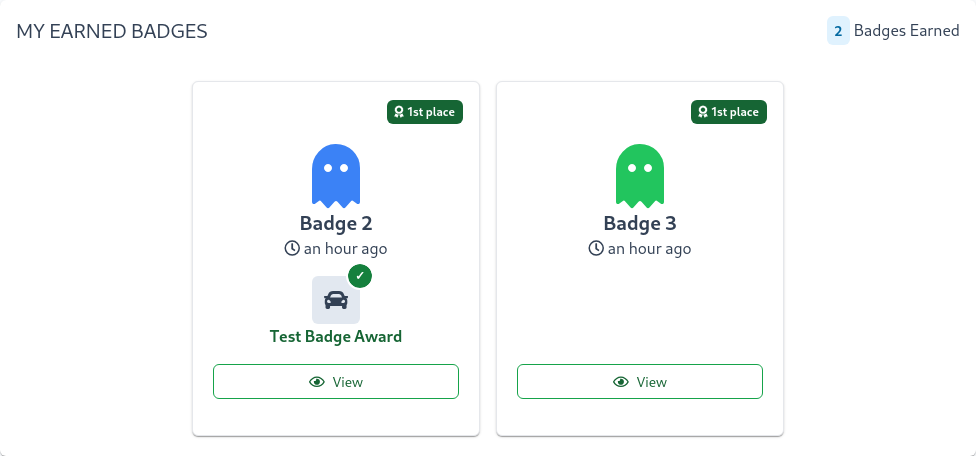 MY EARNED BADGES
2 Badges Earned
1st place
Badge 2
an hour ago
Test Badge Award
View
1st place
Badge 3
an hour ago
View